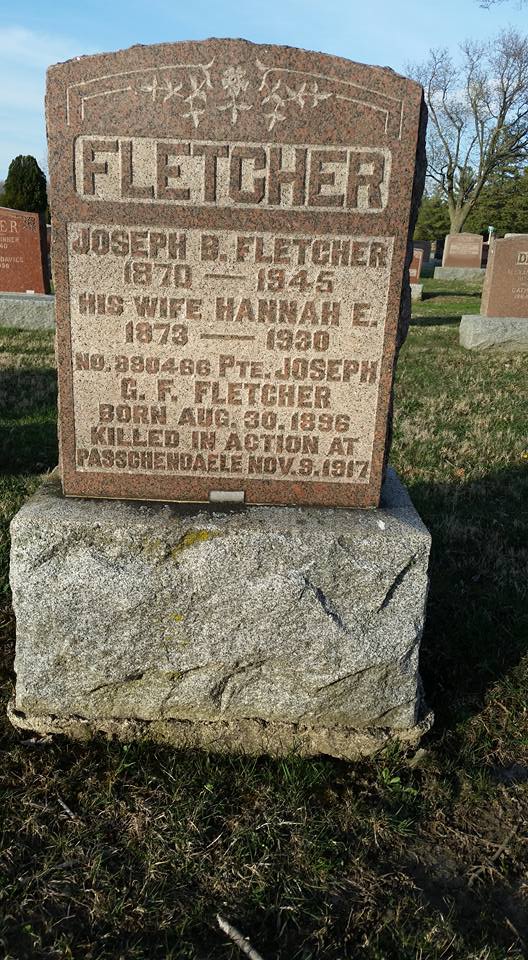 FLETCHER
JOSEPH B. FLETCHER
1870 — 1945
HIS WIFE HANNAH E.
1873 — 1930
NO. 890466 PTE. JOSEPH
G. F. FLETCHER
BORN AUG. 30. 1896
KILLED IN ACTION AT
PASSCHENDAELE NOV. 9. 1917